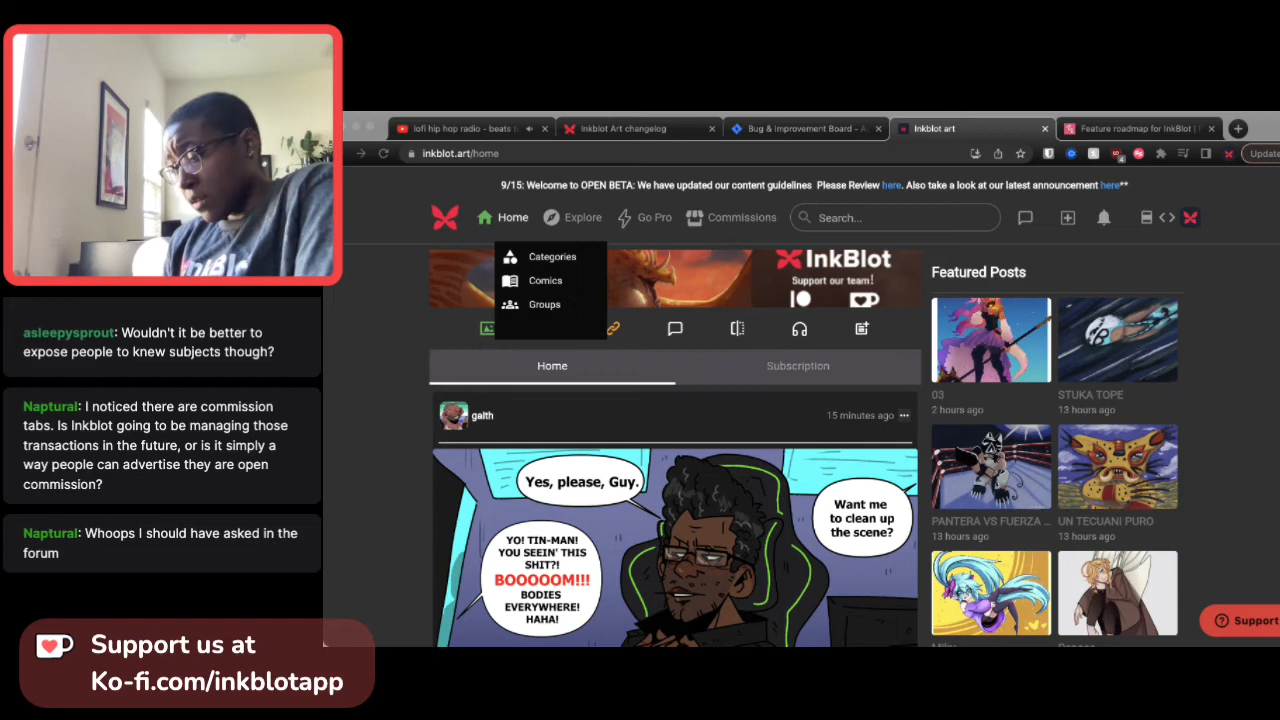 lofi hip hop radio - beats t
Inkblot Art changelog
Bug & Improvement Board - A
Inkblot art
Feature roadmap for InkBlot |
inkblot.art/home
Update
9/15: Welcome to OPEN BETA: We have updated our content guidelines Please Review here. Also take a look at our latest announcement here**
Home
Explore
Go Pro
Commissions
Search...
Categories
Comics
Groups
InkBlot
Support our team!
Home
Subscription
galth
15 minutes ago
Yes, please, Guy.
Want me
to clean up
the scene?
YO! TIN-MAN!
YOU SEEIN' THIS
SHIT?!
BOOOOOM!!!
BODIES
EVERYWHERE!
HAHA!
Featured Posts
03
2 hours ago
STUKA TOPE
13 hours ago
PANTERA VS FUERZA ...
13 hours ago
UN TECUANI PURO
13 hours ago
Support
asleepysprout: Wouldn't it be better to
expose people to knew subjects though?
Naptural: I noticed there are commission
tabs. Is Inkblot going to be managing those
transactions in the future, or is it simply a
way people can advertise they are open
commission?
Naptural: Whoops I should have asked in the
forum
Support us at
Ko-fi.com/inkblotapp